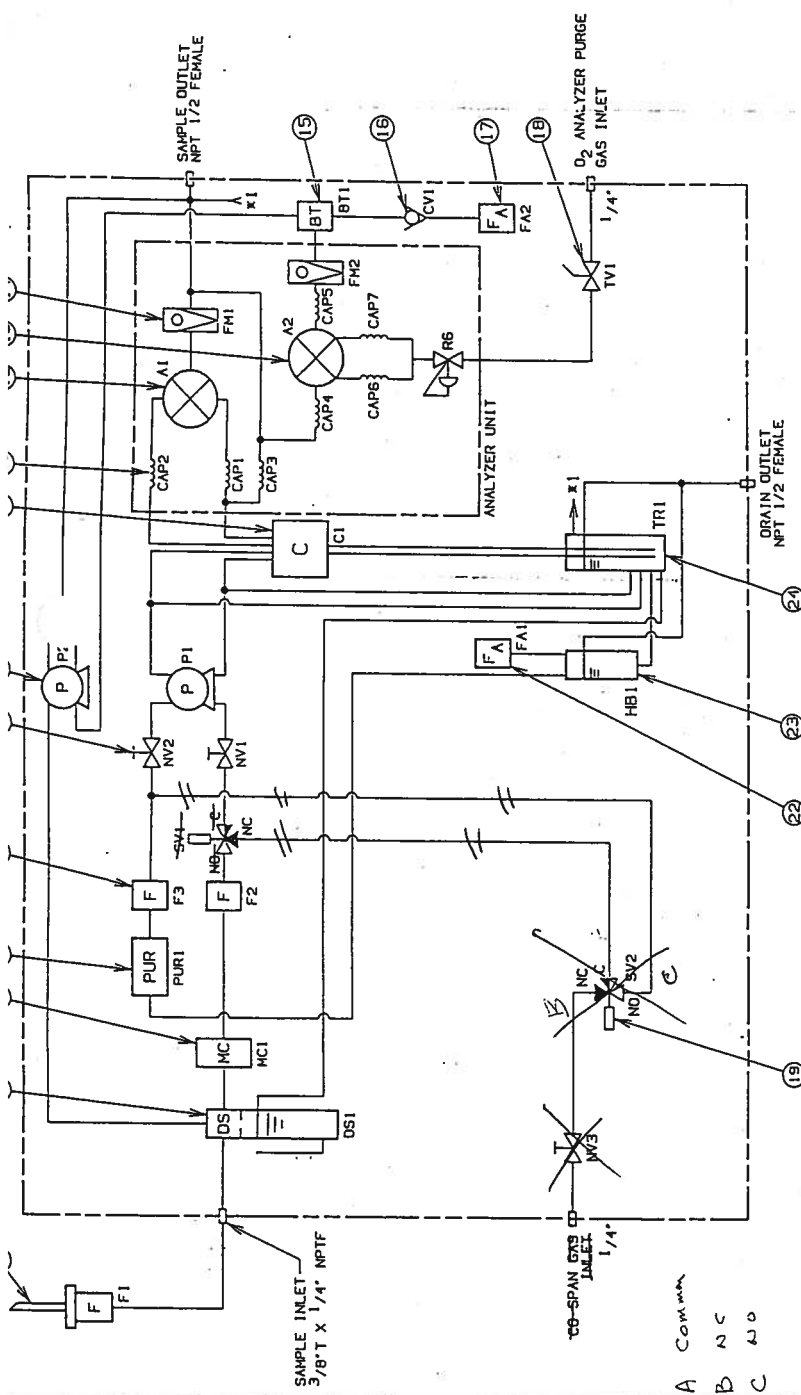 SAMPLE OUTLET
NPT 1/2 FEMALE
O2 ANALYZER PURGE
GAS INLET
1/4"
15
16
17
18
*1
BT
BT1
CV1
FA
FA2
TV1
FM1
FM2
A1
A2
CAP5
CAP7
CAP4
CAP6
R6
CAP2
CAP1
CAP3
ANALYZER UNIT
C
C1
*1
TR1
DRAIN OUTLET
NPT 1/2 FEMALE
24
P
P2
P
P1
FA
FA1
HB1
23
22
NV2
NV1
SV1
C
NC
NO
F
F3
F
F2
PUR
PUR1
MC
MC1
DS
DS1
NC
B
C
SV2
NO
C
19
NV3
F
F1
SAMPLE INLET
3/8"T X 1/4" NPTF
CO SPAN GAS
INLET
1/4"
A Common
B NC
C NO